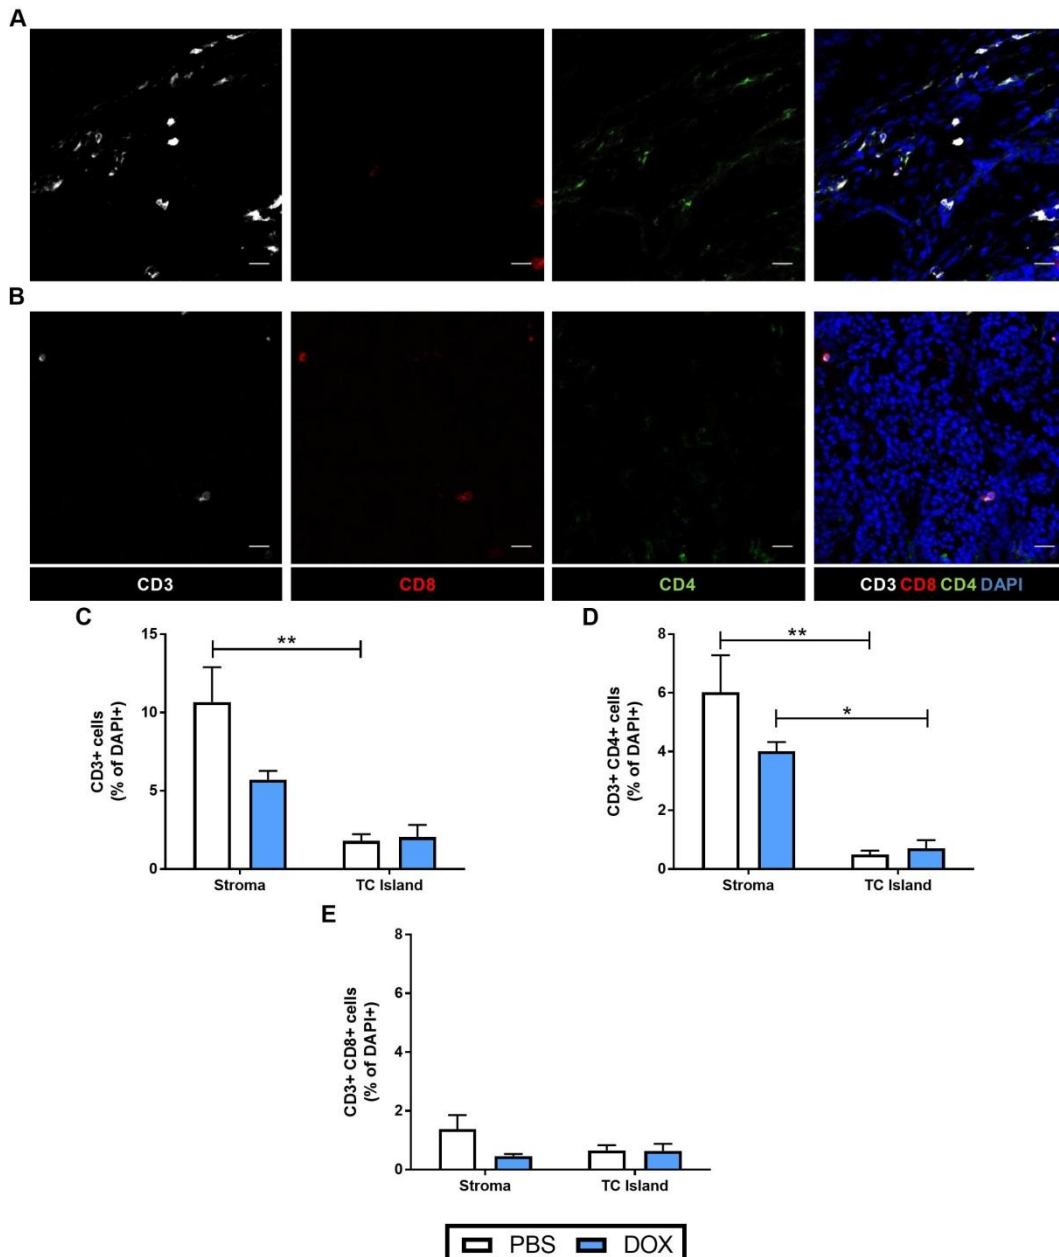 A
B
CD3 CD8 CD4 CD3 CD8 CD4 DAPI
C
D
15
10
5
0
CD3+ cells
(% of DAPI+)
**
Stroma TC Island
8
6
4
2
0
CD3+ CD4+ cells
(% of DAPI+)
**
*
Stroma TC Island
E
8
6
4
2
0
CD3+ CD8+ cells
(% of DAPI+)
Stroma TC Island
PBS DOX